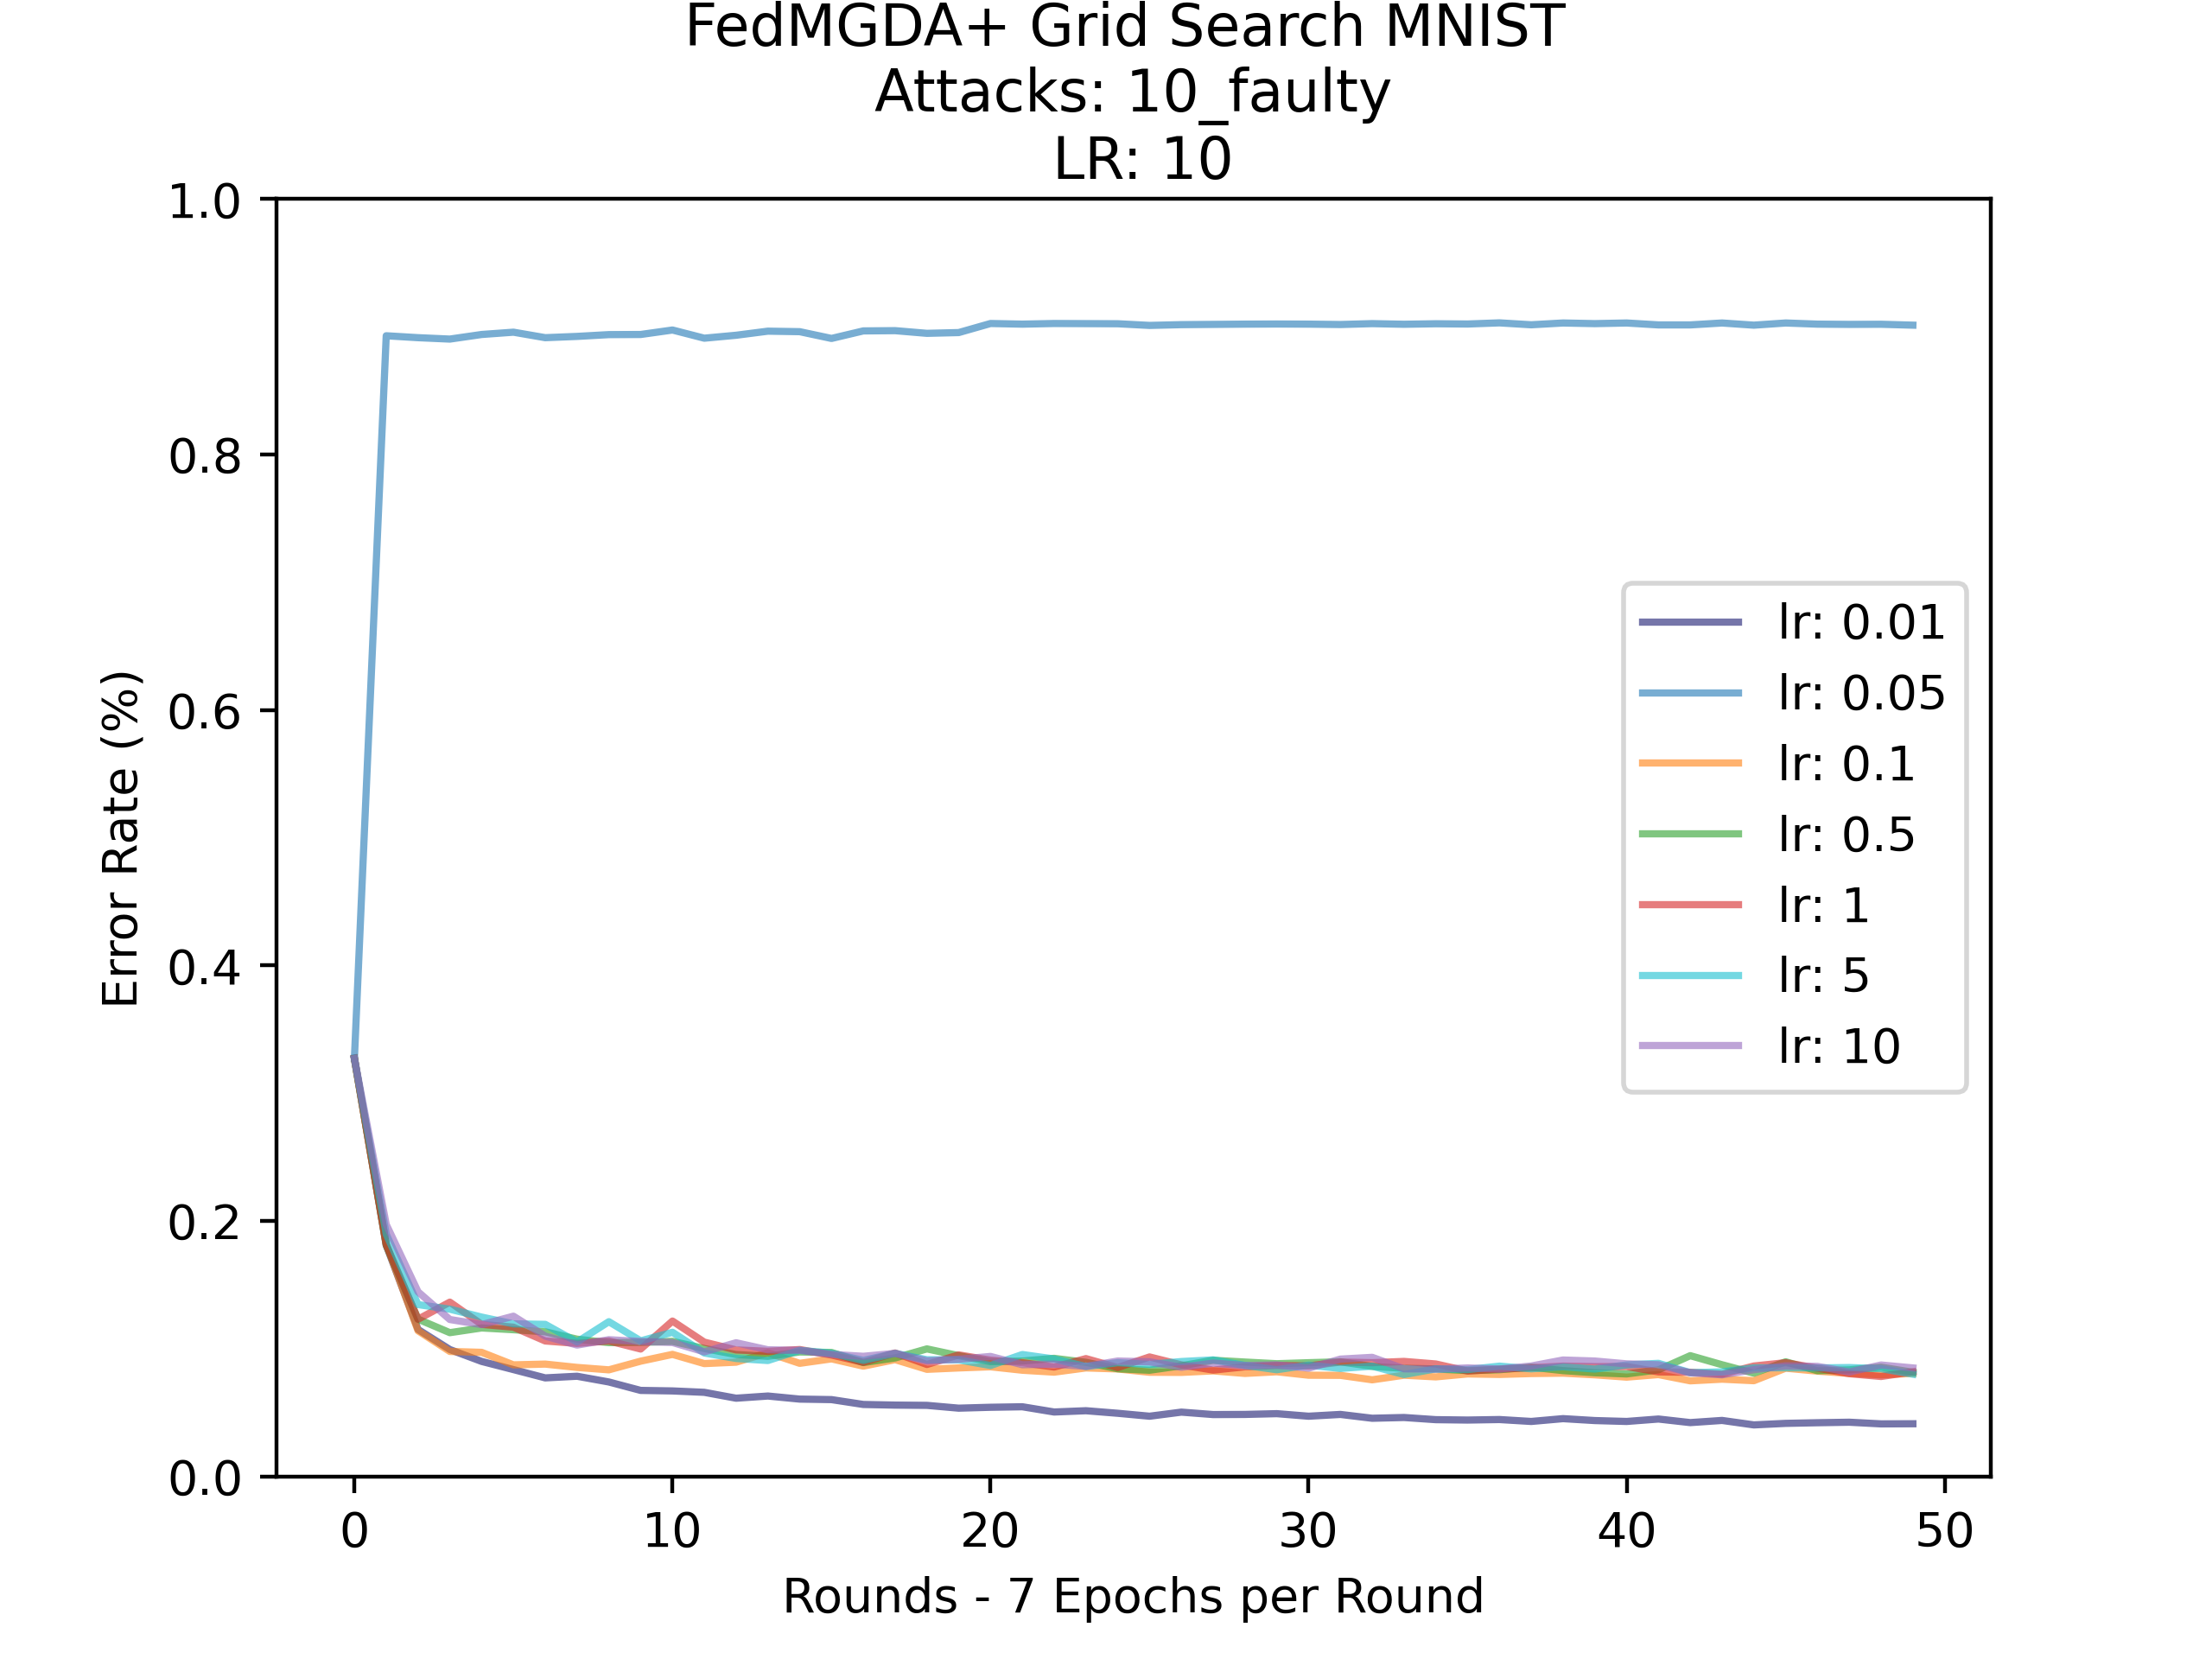 FedMGDA+ Grid Search MNIST
Attacks: 10_faulty
LR: 10
1.0
0.8
0.6
0.4
0.2
0.0
Error Rate (%)
lr: 0.01
lr: 0.05
lr: 0.1
lr: 0.5
lr: 1
lr: 5
lr: 10
0 10 20 30 40 50
Rounds - 7 Epochs per Round